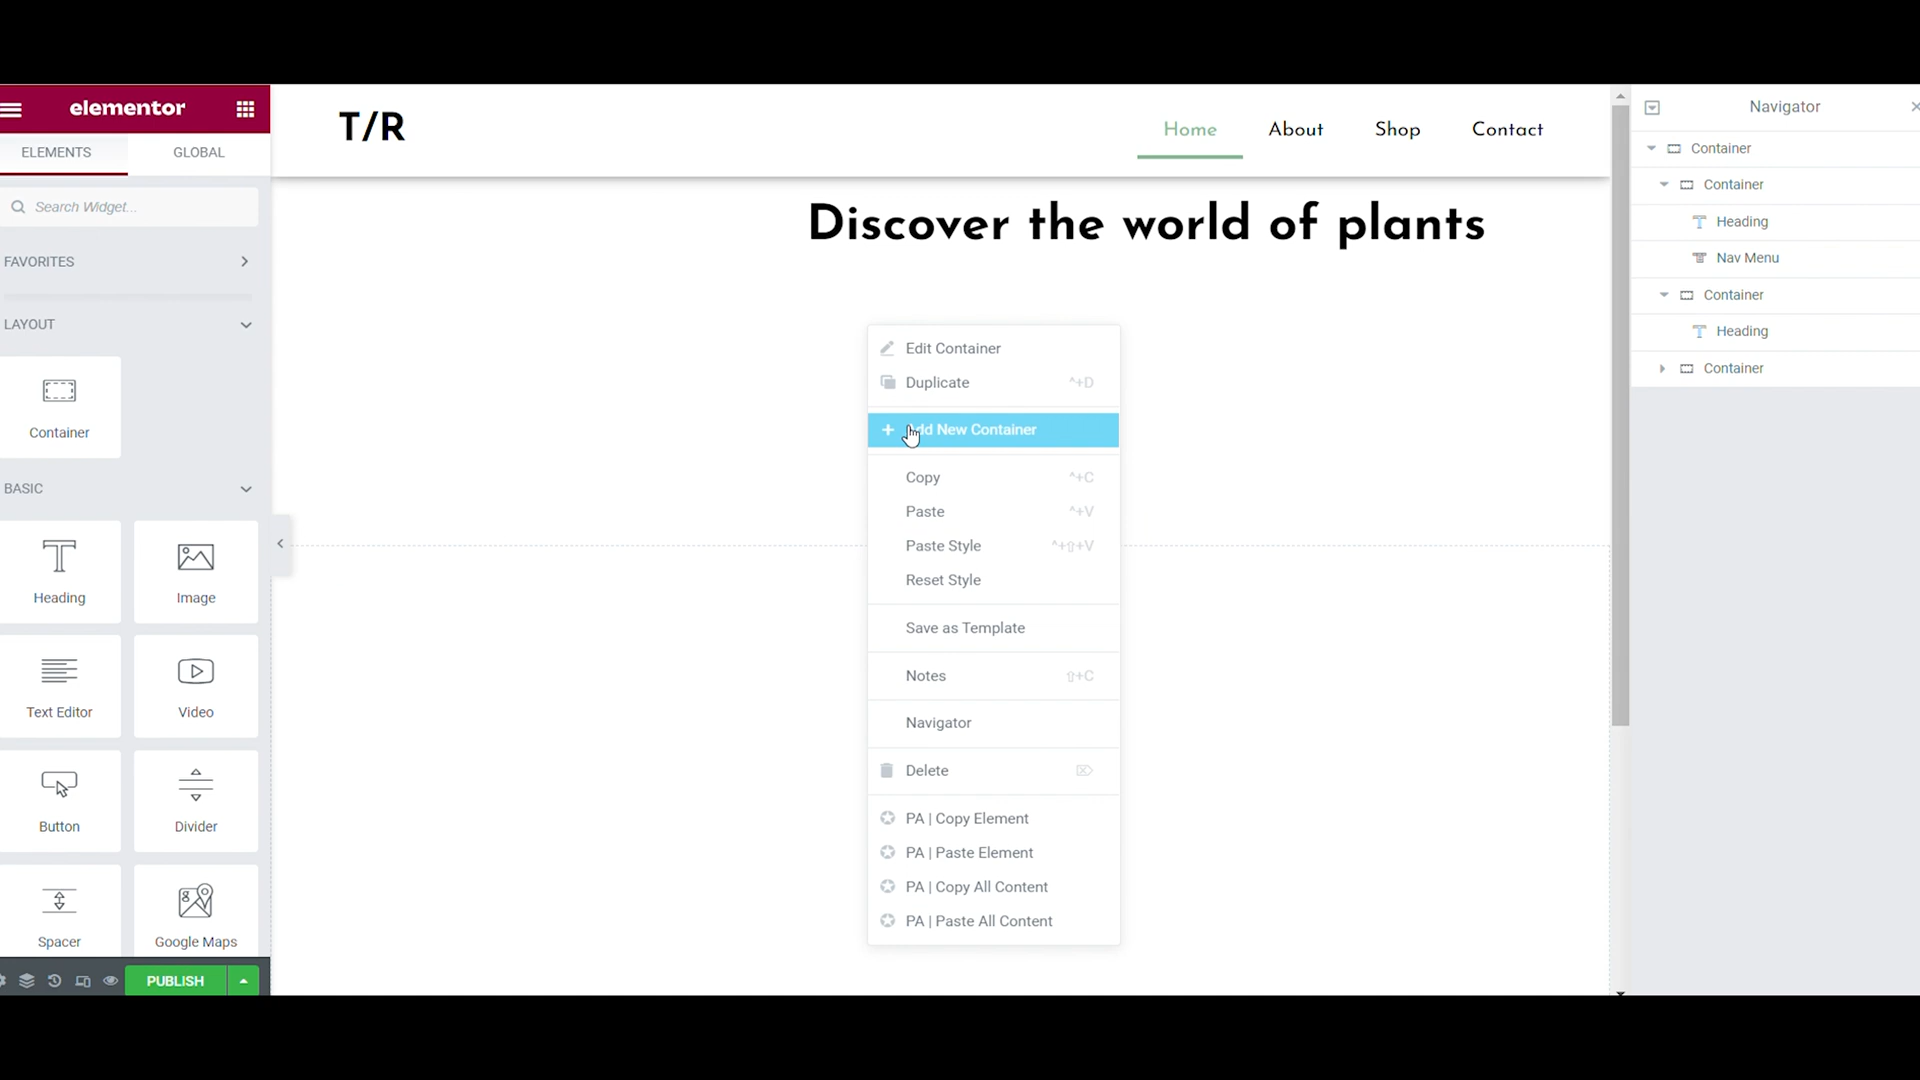 elementor
ELEMENTS GLOBAL
Search Widget...
FAVORITES
LAYOUT
Container
BASIC
Heading Image
Text Editor Video
Button Divider
Spacer Google Maps
PUBLISH
T/R Home About Shop Contact
Discover the world of plants
Edit Container
Duplicate ^+D
+ dd New Container
Copy ^+C
Paste ^+V
Paste Style ^+⇧+V
Reset Style
Save as Template
Notes ⇧+C
Navigator
Delete ⌦
PA | Copy Element
PA | Paste Element
PA | Copy All Content
PA | Paste All Content
Navigator
Container
Container
Heading
Nav Menu
Container
Heading
Container